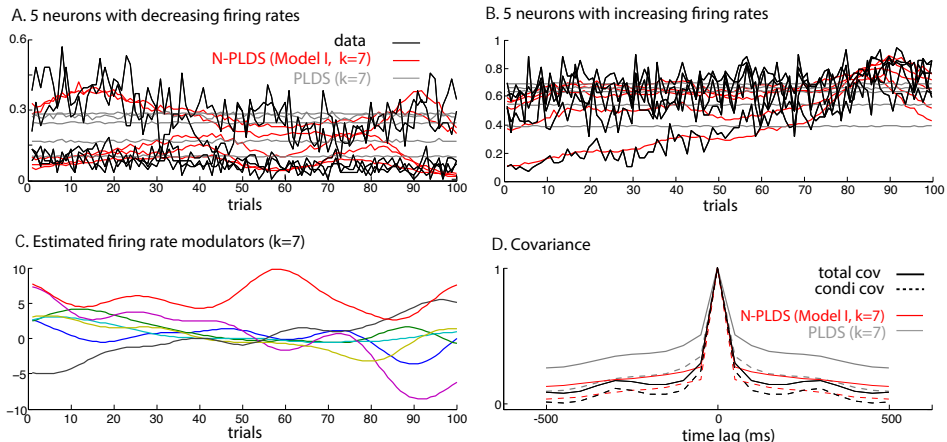 A. 5 neurons with decreasing firing rates
0.6
0.3
0
data
N-PLDS (Model I, k=7)
PLDS (k=7)
0 10 20 30 40 50 60 70 80 90 100
trials
B. 5 neurons with increasing firing rates
1
0.8
0.6
0.4
0.2
0
0 10 20 30 40 50 60 70 80 90 100
trials
C. Estimated firing rate modulators (k=7)
10
5
0
-5
-10
0 10 20 30 40 50 60 70 80 90 100
trials
D. Covariance
1
0
total cov
condi cov
N-PLDS (Model I, k=7)
PLDS (k=7)
-500 0 500
time lag (ms)